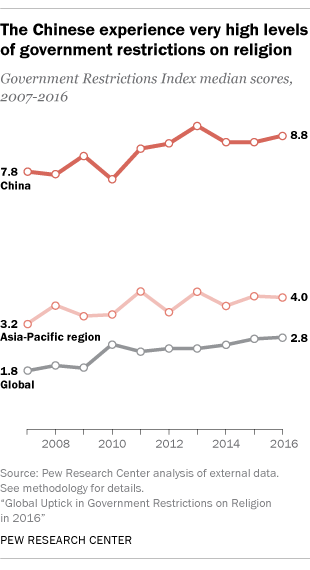 The Chinese experience very high levels
of government restrictions on religion
Government Restrictions Index median scores,
2007-2016
8.8
7.8
China
4.0
3.2
Asia-Pacific region
2.8
1.8
Global
2008 2010 2012 2014 2016
Source: Pew Research Center analysis of external data.
See methodology for details.
“Global Uptick in Government Restrictions on Religion
in 2016”
PEW RESEARCH CENTER